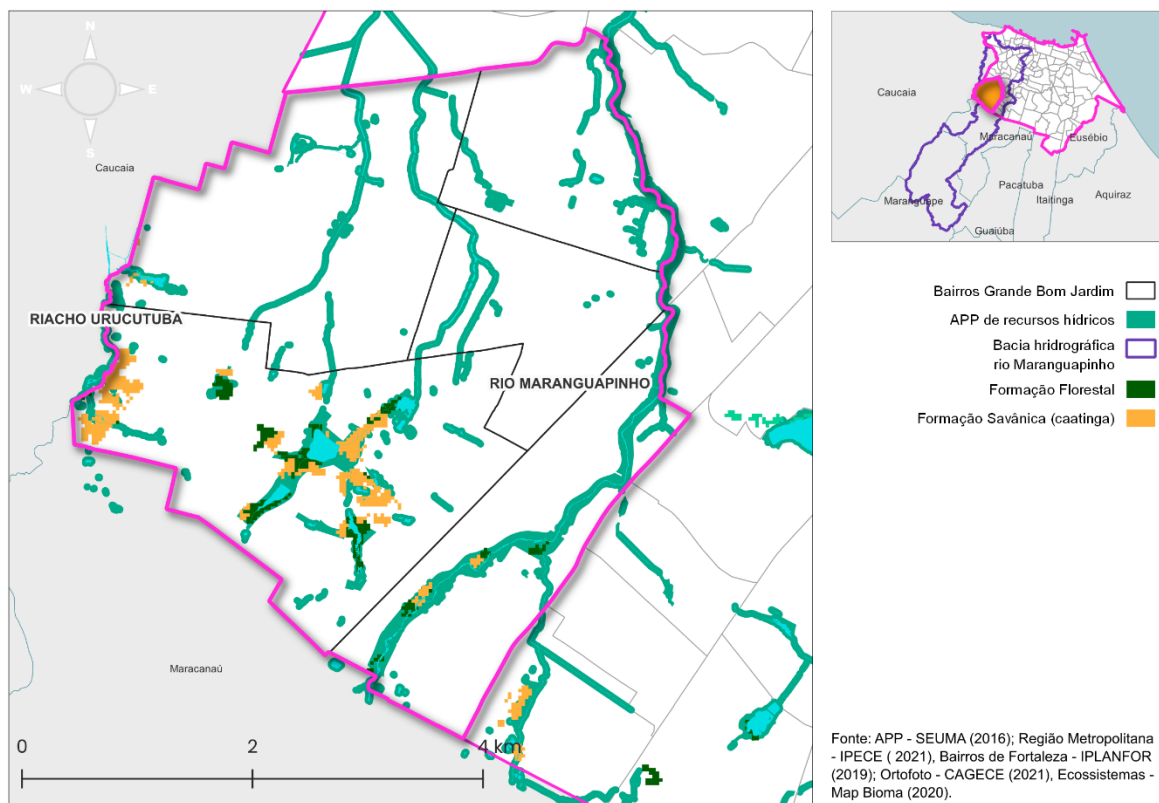 N
W
E
S
Caucaia
RIACHO URUCUTUBA
RIO MARANGUAPINHO
Maracanaú
0
2
4 km
Caucaia
Maracanaú
Eusébio
Pacatuba
Itaitinga
Aquiraz
Maranguape
Guaiúba
Bairros Grande Bom Jardim
APP de recursos hídricos
Bacia hridrográfica
rio Maranguapinho
Formação Florestal
Formação Savânica (caatinga)
Fonte: APP - SEUMA (2016); Região Metropolitana
- IPECE ( 2021), Bairros de Fortaleza - IPLANFOR
(2019); Ortofoto - CAGECE (2021), Ecossistemas -
Map Bioma (2020).